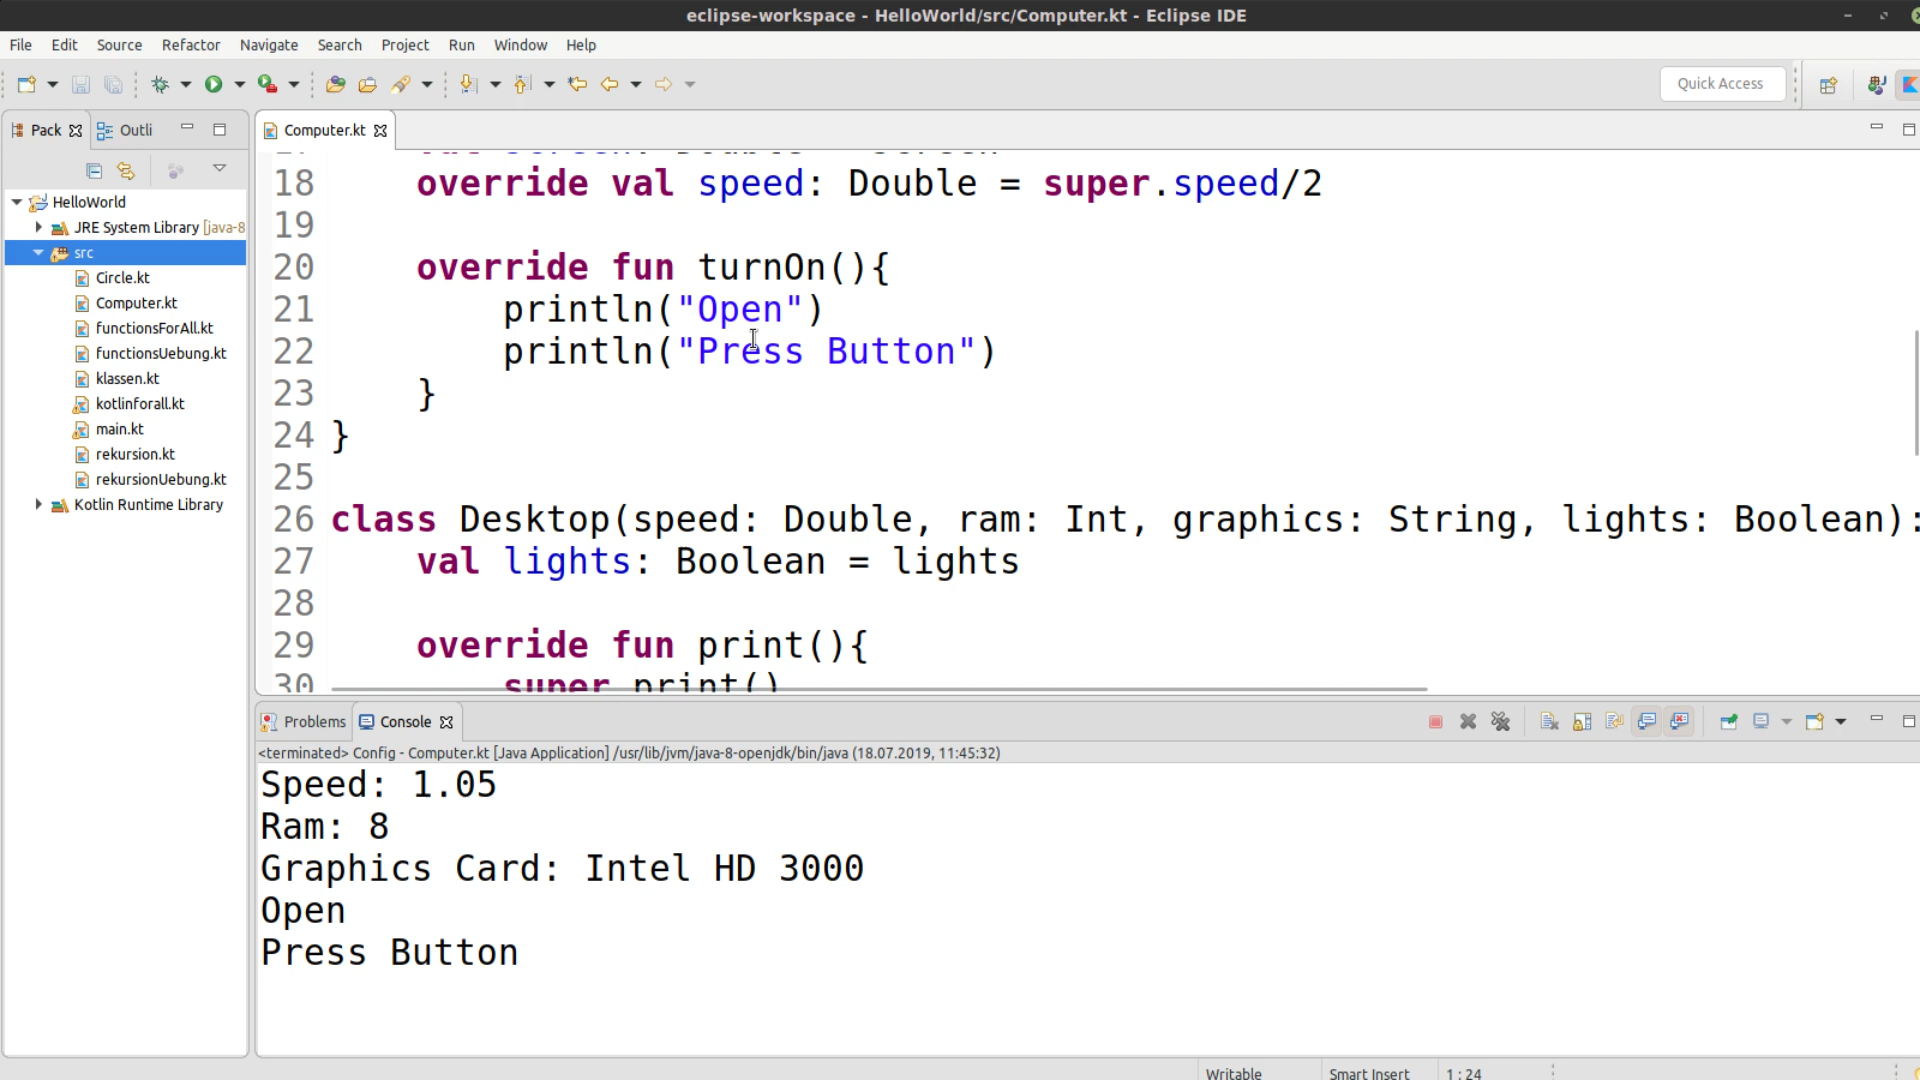 eclipse-workspace - HelloWorld/src/Computer.kt - Eclipse IDE
File Edit Source Refactor Navigate Search Project Run Window Help
Quick Access
Pack Outli
HelloWorld
JRE System Library [java-8
src
Circle.kt
Computer.kt
functionsForAll.kt
functionsUebung.kt
klassen.kt
kotlinforall.kt
main.kt
rekursion.kt
rekursionUebung.kt
Kotlin Runtime Library
Computer.kt
18 override val speed: Double = super.speed/2
19
20 override fun turnOn(){
21 println("Open")
22 println("Press Button")
23 }
24 }
25
26 class Desktop(speed: Double, ram: Int, graphics: String, lights: Boolean):
27 val lights: Boolean = lights
28
29 override fun print(){
30 super.print()
Problems Console
<terminated> Config - Computer.kt [Java Application] /usr/lib/jvm/java-8-openjdk/bin/java (18.07.2019, 11:45:32)
Speed: 1.05
Ram: 8
Graphics Card: Intel HD 3000
Open
Press Button
Writable Smart Insert 1 : 24